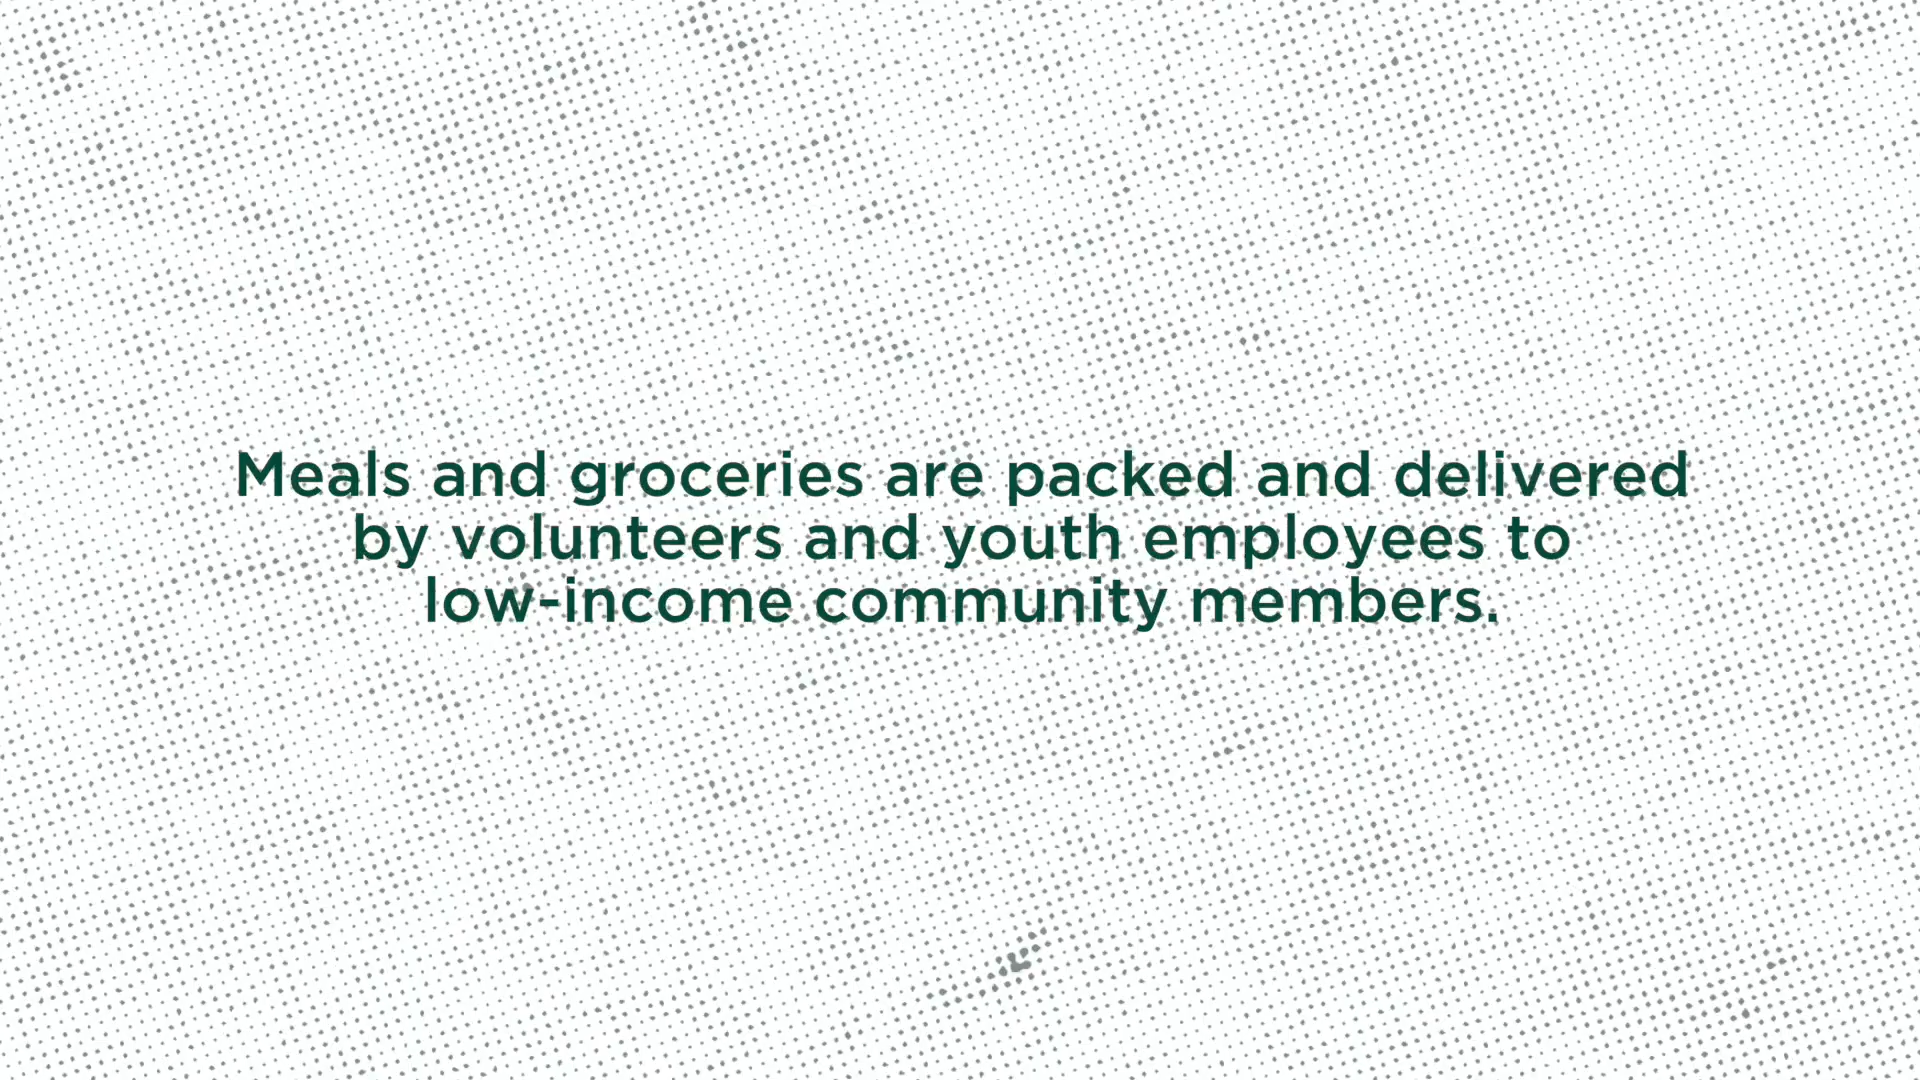 Meals and groceries are packed and delivered
by volunteers and youth employees to
low-income community members.